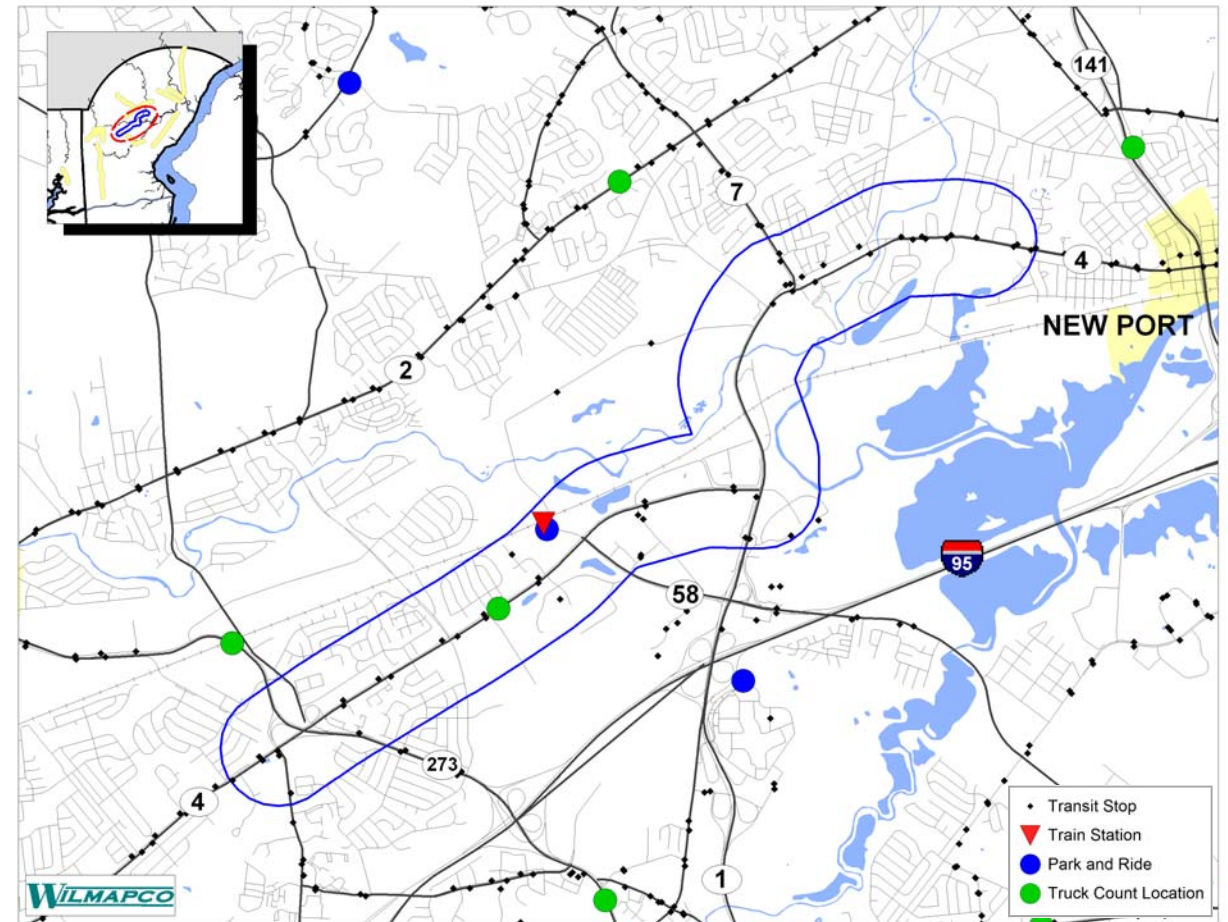 141
7
4
NEW PORT
2
95
58
273
4
1
Transit Stop
Train Station
Park and Ride
Truck Count Location
WILMAPCO